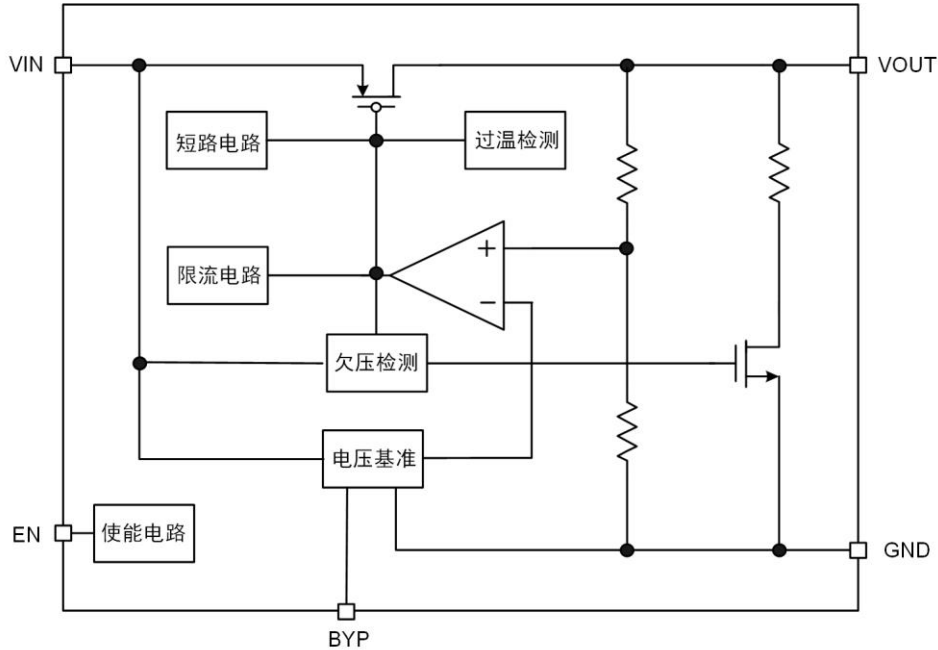 VIN
VOUT
短路电路
过温检测
+
限流电路
−
欠压检测
电压基准
EN
使能电路
GND
BYP